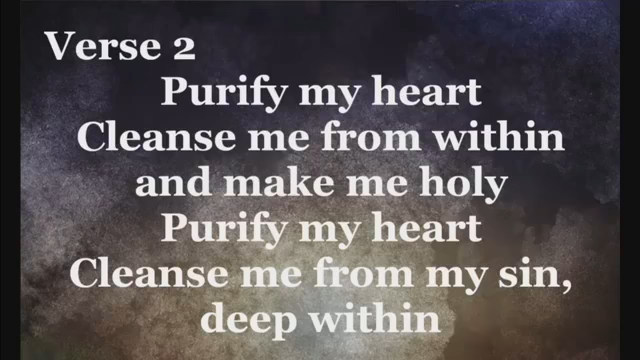 Verse 2
Purify my heart
Cleanse me from within
and make me holy
Purify my heart
Cleanse me from my sin,
deep within